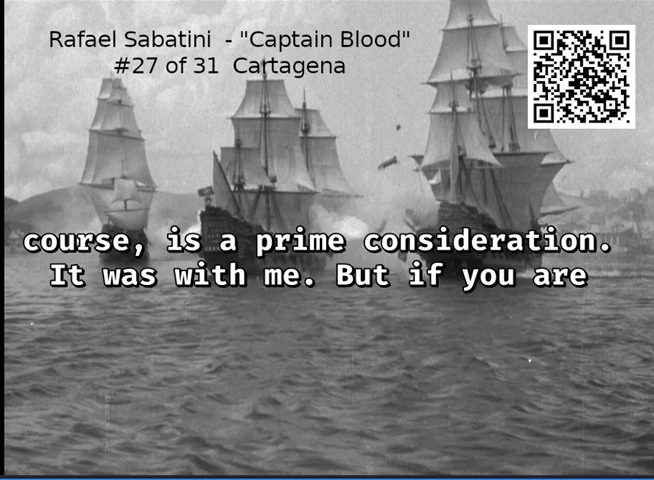 Rafael Sabatini - "Captain Blood"
#27 of 31 Cartagena
course, is a prime consideration.
It was with me. But if you are